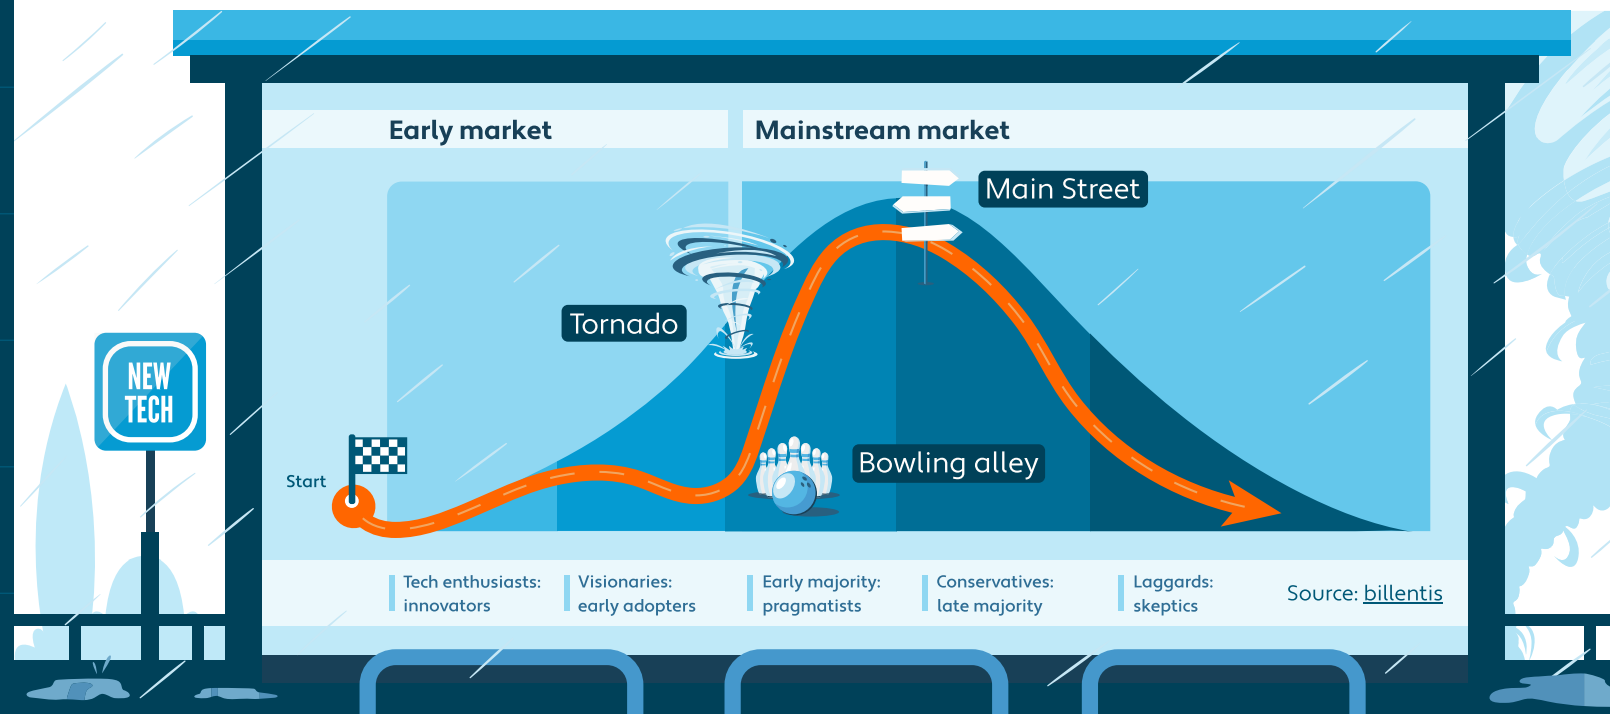 Early market
Mainstream market
Main Street
Tornado
NEW
TECH
Bowling alley
Start
Tech enthusiasts:
innovators
Visionaries:
early adopters
Early majority:
pragmatists
Conservatives:
late majority
Laggards:
skeptics
Source: billentis